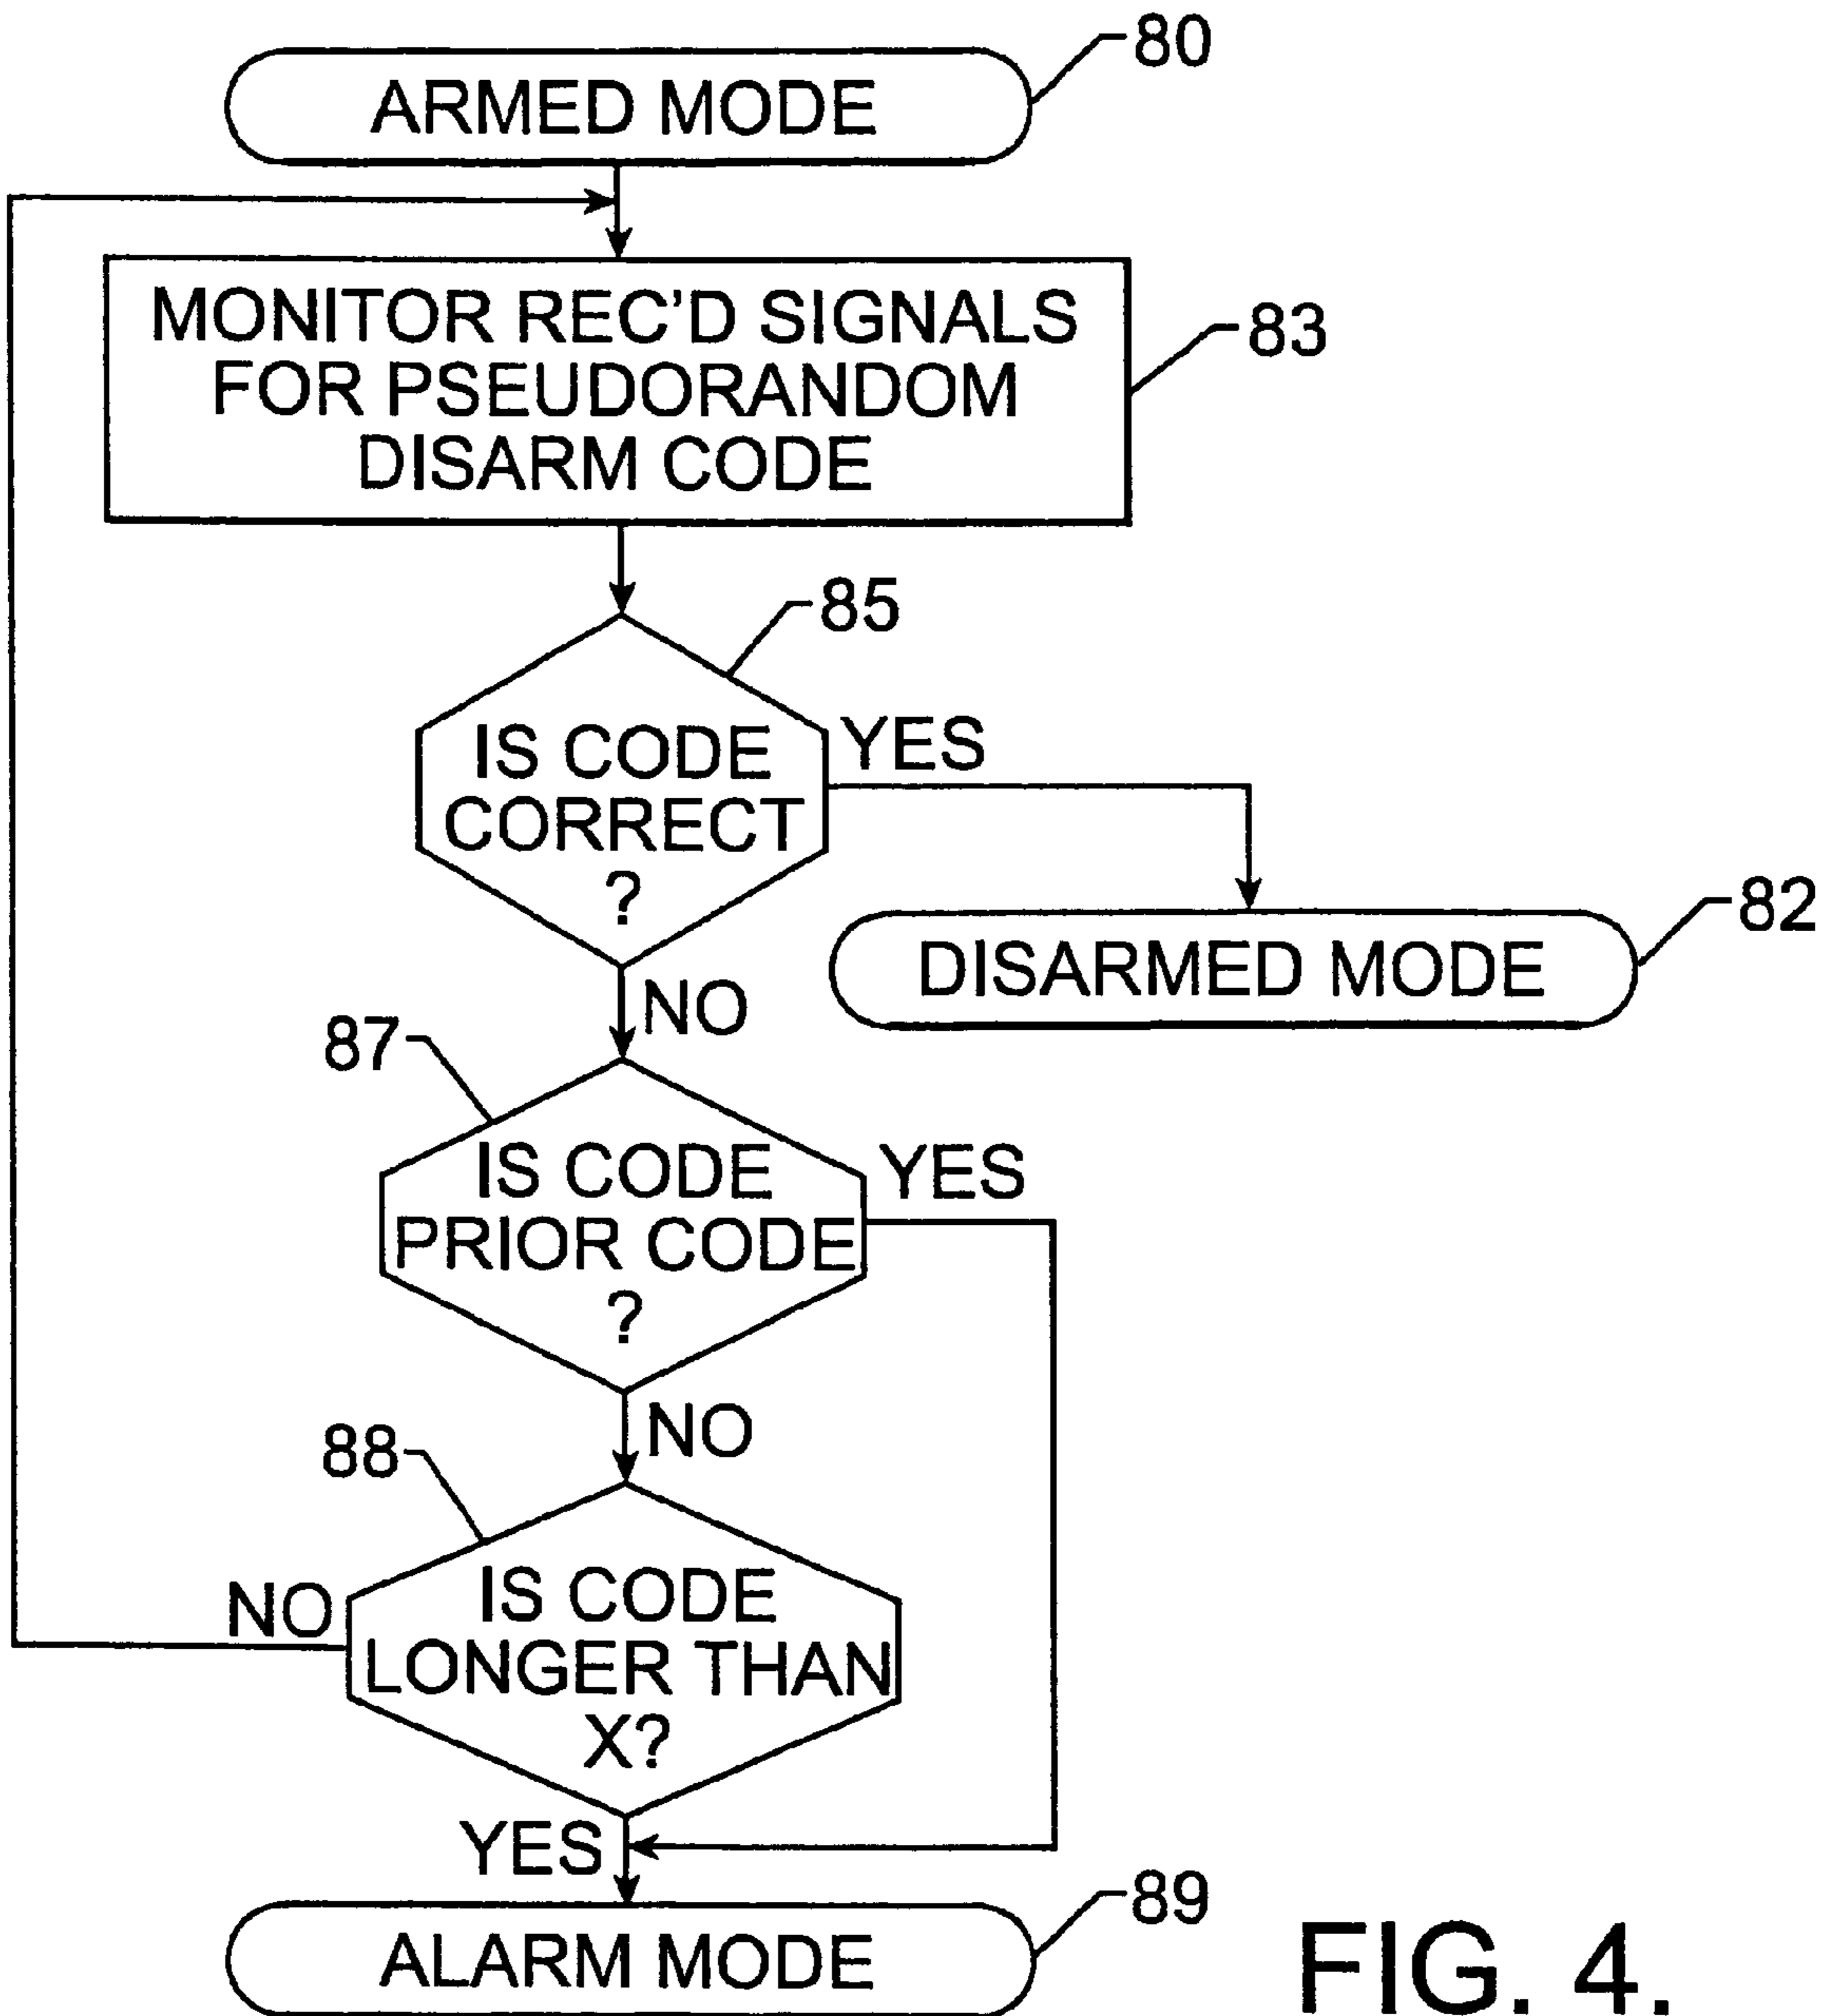 80
ARMED MODE
MONITOR REC'D SIGNALS
FOR PSEUDORANDOM
DISARM CODE
83
85
IS CODE
CORRECT
?
YES
82
DISARMED MODE
NO
87
IS CODE
PRIOR CODE
?
YES
NO
88
IS CODE
LONGER THAN
X?
NO
YES
89
ALARM MODE
FIG. 4.